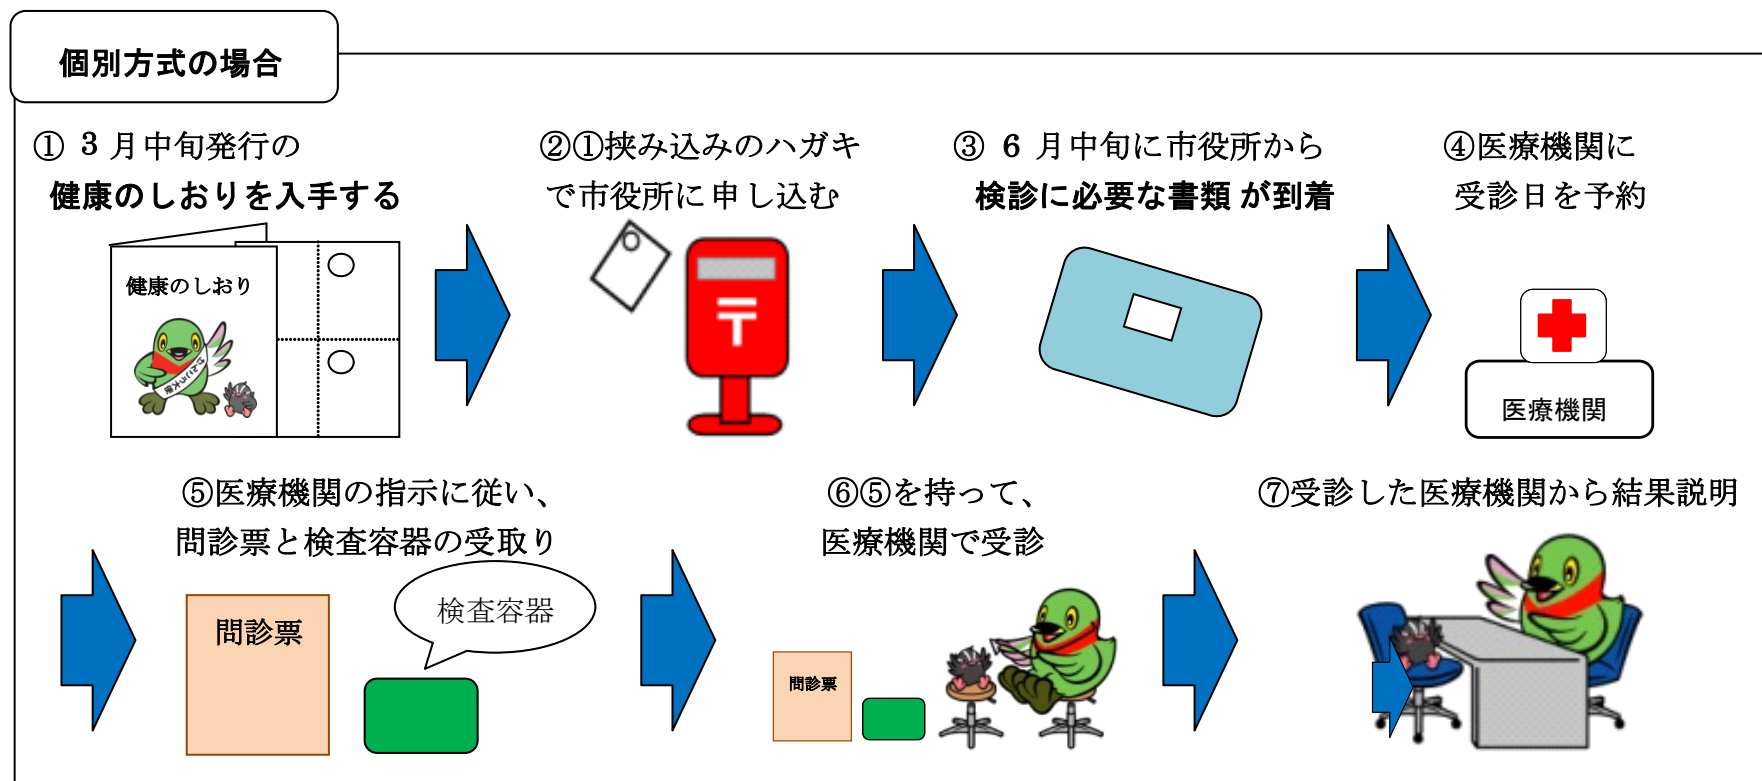 個別方式の場合
① 3月中旬発行の
健康のしおりを入手する
②①挟み込みのハガキ
で市役所に申し込む
③ 6 月中旬に市役所から
検診に必要な書類が到着
④医療機関に
受診日を予約
健康のしおり
〒
医療機関
⑤医療機関の指示に従い、
問診票と検査容器の受取り
問診票
検査容器
⑥⑤を持って、
医療機関で受診
問診票
⑦受診した医療機関から結果説明